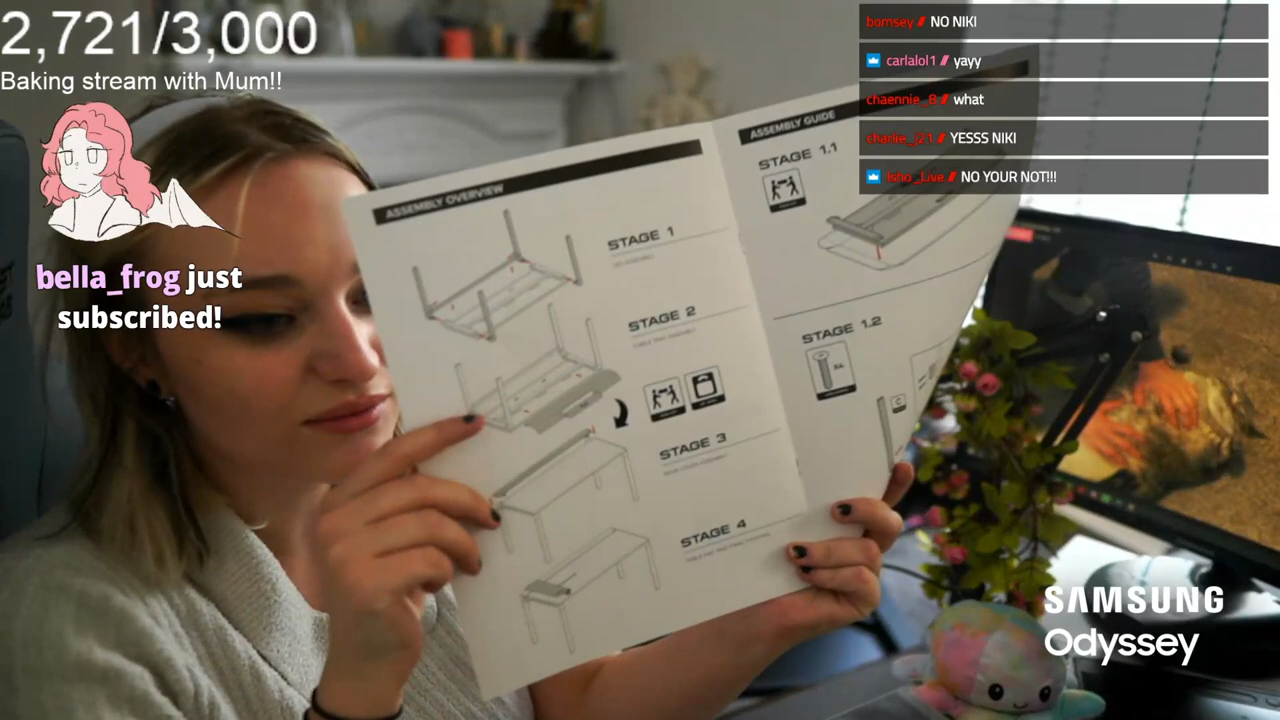 2,721/3,000
Baking stream with Mum!!
bella_frog just
subscribed!
bomsey // NO NIKI
carlalol1 // yayy
chaennie_8 // what
charlie_j21 // YESSS NIKI
Isho_Live // NO YOUR NOT!!!
ASSEMBLY OVERVIEW
STAGE 1
STAGE 2
STAGE 3
STAGE 4
ASSEMBLY GUIDE
STAGE 1.1
STAGE 1.2
X4
C
SAMSUNG
Odyssey